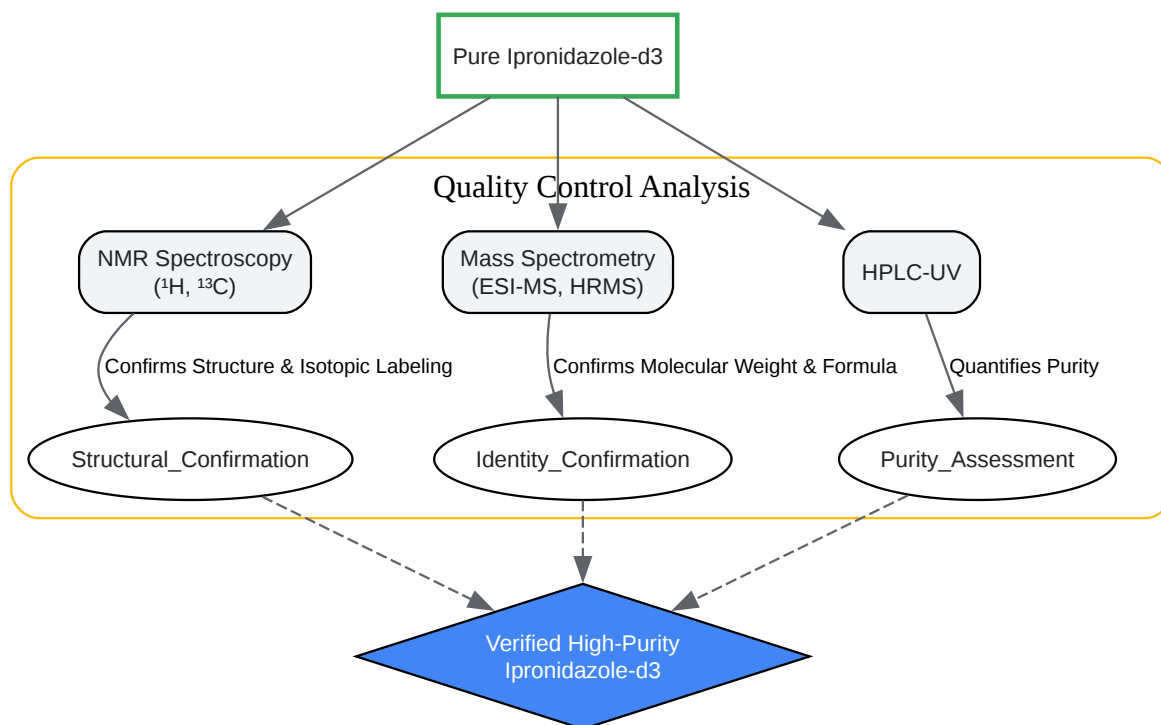 Pure Ipronidazole-d3
Quality Control Analysis
NMR Spectroscopy
(¹H, ¹³C)
Mass Spectrometry
(ESI-MS, HRMS)
HPLC-UV
Confirms Structure & Isotopic Labeling
Confirms Molecular Weight & Formula
Quantifies Purity
Structural_Confirmation
Identity_Confirmation
Purity_Assessment
Verified High-Purity
Ipronidazole-d3